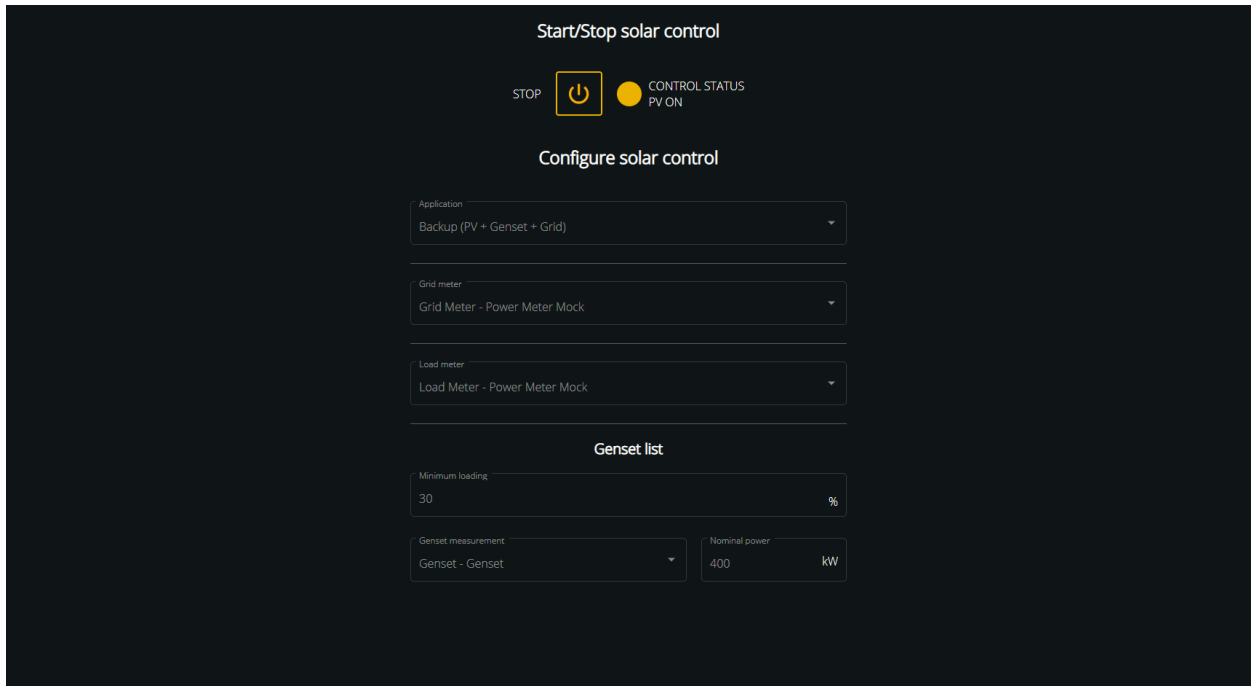 Start/Stop solar control
STOP
CONTROL STATUS
PV ON
Configure solar control
Application
Backup (PV + Genset + Grid)
Grid meter
Grid Meter - Power Meter Mock
Load meter
Load Meter - Power Meter Mock
Genset list
Minimum loading
30 %
Genset measurement
Genset - Genset
Nominal power
400 kW